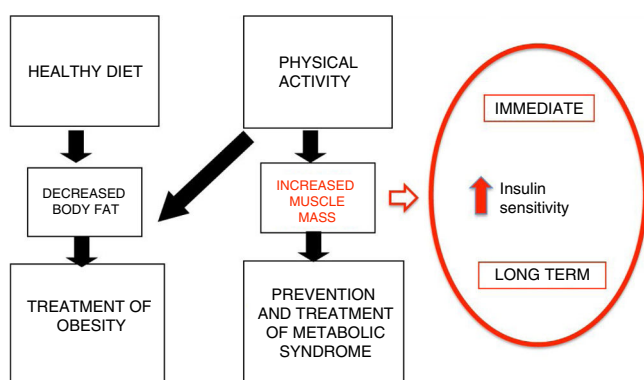 HEALTHY DIET
PHYSICAL
ACTIVITY
IMMEDIATE
DECREASED
BODY FAT
INCREASED
MUSCLE
MASS
Insulin
sensitivity
LONG TERM
TREATMENT OF
OBESITY
PREVENTION
AND TREATMENT
OF METABOLIC
SYNDROME